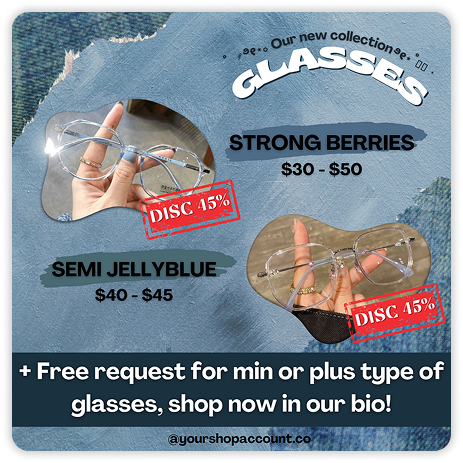 Our new collection
GLASSES
STRONG BERRIES
$30 - $50
DISC 45%
SEMI JELLYBLUE
$40 - $45
DISC 45%
+ Free request for min or plus type of
glasses, shop now in our bio!
@yourshopaccount.co